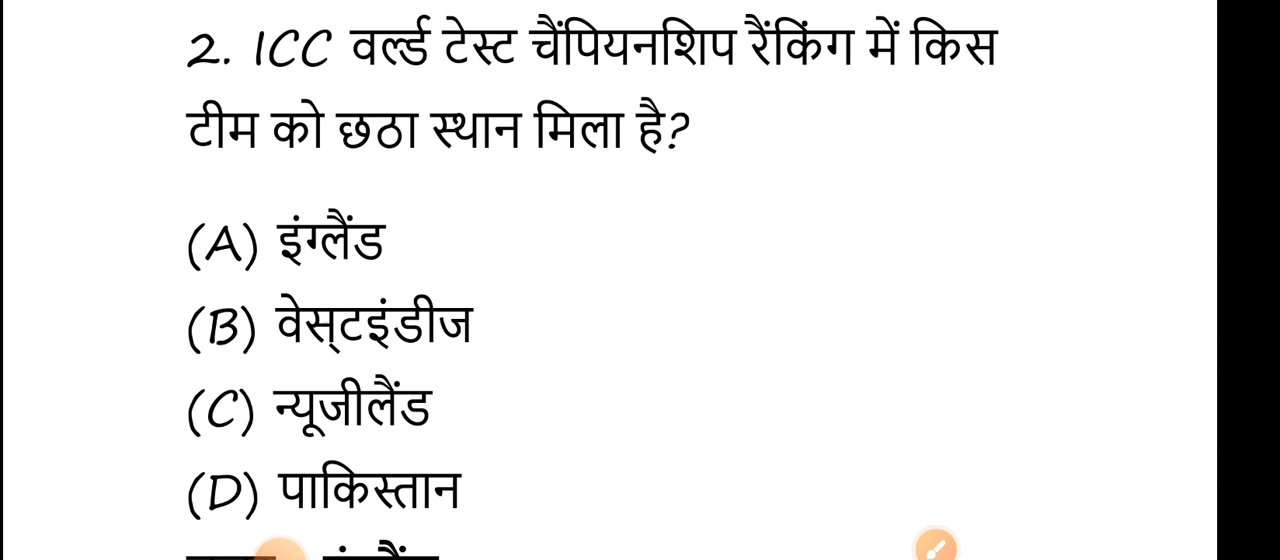 2. ICC वर्ल्ड टेस्ट चैंपियनशिप रैंकिंग में किस
टीम को छठा स्थान मिला है?
(A) इंग्लैंड
(B) वेस्‌टइंडीज
(C) न्यूजीलैंड
(D) पाकिस्तान